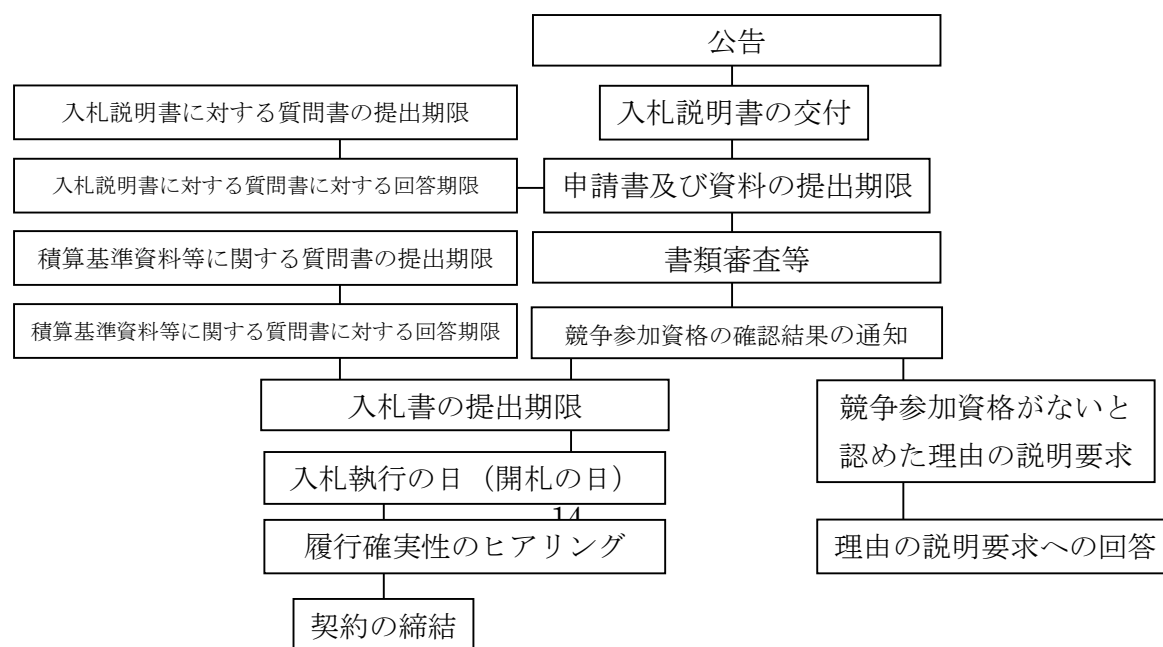 公告
入札説明書に対する質問書の提出期限
入札説明書の交付
入札説明書に対する質問書に対する回答期限
申請書及び資料の提出期限
積算基準資料等に関する質問書の提出期限
書類審査等
積算基準資料等に関する質問書に対する回答期限
競争参加資格の確認結果の通知
入札書の提出期限
競争参加資格がないと
認めた理由の説明要求
入札執行の日（開札の日）
14
履行確実性のヒアリング
理由の説明要求への回答
契約の締結